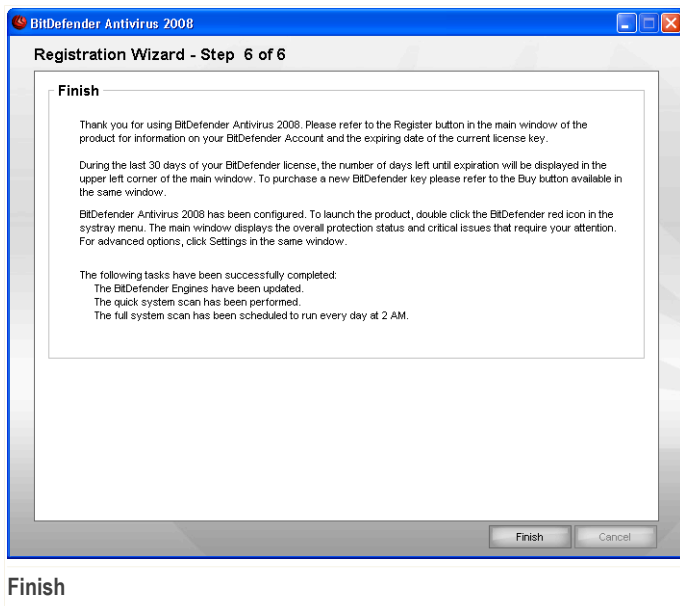 BitDefender Antivirus 2008
Registration Wizard - Step 6 of 6
Finish
Thank you for using BitDefender Antivirus 2008. Please refer to the Register button in the main window of the
product for information on your BitDefender Account and the expiring date of the current license key.
During the last 30 days of your BitDefender license, the number of days left until expiration will be displayed in the
upper left corner of the main window. To purchase a new BitDefender key please refer to the Buy button available in
the same window.
BitDefender Antivirus 2008 has been configured. To launch the product, double click the BitDefender red icon in the
systray menu. The main window displays the overall protection status and critical issues that require your attention.
For advanced options, click Settings in the same window.
The following tasks have been successfully completed:
The BitDefender Engines have been updated.
The quick system scan has been performed.
The full system scan has been scheduled to run every day at 2 AM.
Finish
Cancel
Finish